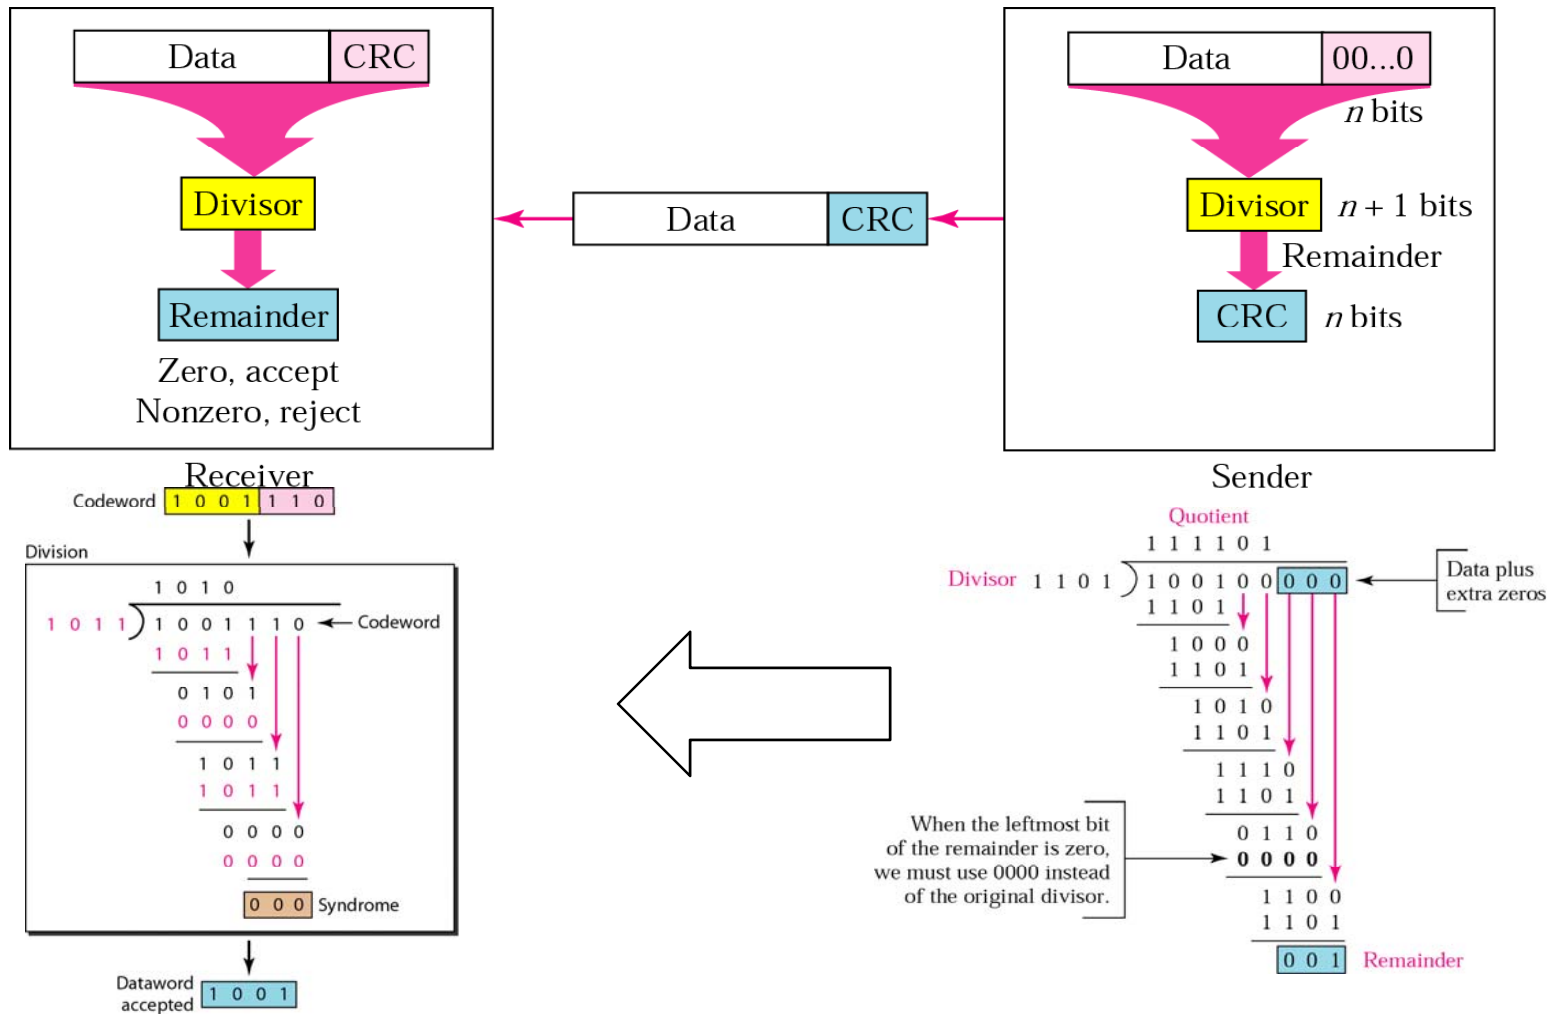 Data CRC
Divisor
Remainder
Zero, accept
Nonzero, reject
Receiver
Data CRC
Data 00...0
n bits
Divisor n + 1 bits
Remainder
CRC n bits
Sender
Codeword 1 0 0 1 1 1 0
Division
1 0 1 0
1 0 1 1 1 0 0 1 1 1 0 Codeword
1 0 1 1
0 1 0 1
0 0 0 0
1 0 1 1
1 0 1 1
0 0 0 0
0 0 0 0
0 0 0 Syndrome
Dataword
accepted 1 0 0 1
Quotient
1 1 1 1 0 1
Divisor 1 1 0 1 1 0 0 1 0 0 0 0 0
Data plus
extra zeros
1 1 0 1
1 0 0 0
1 1 0 1
1 0 1 0
1 1 0 1
1 1 1 0
1 1 0 1
0 1 1 0
0 0 0 0
When the leftmost bit
of the remainder is zero,
we must use 0000 instead
of the original divisor.
1 1 0 0
1 1 0 1
0 0 1 Remainder